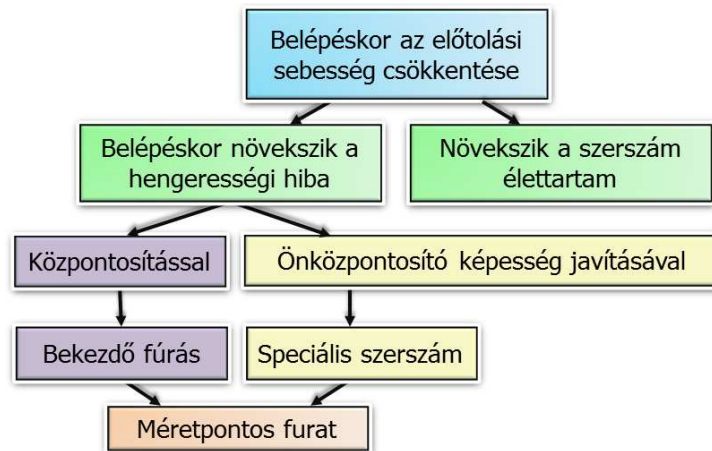 Belépéskor az előtolási
sebesség csökkentése
Belépéskor növekszik a
hengerességi hiba
Növekszik a szerszám
élettartam
Központosítással
Önközpontosító képesség javításával
Bekezdő fúrás
Speciális szerszám
Méretpontos furat